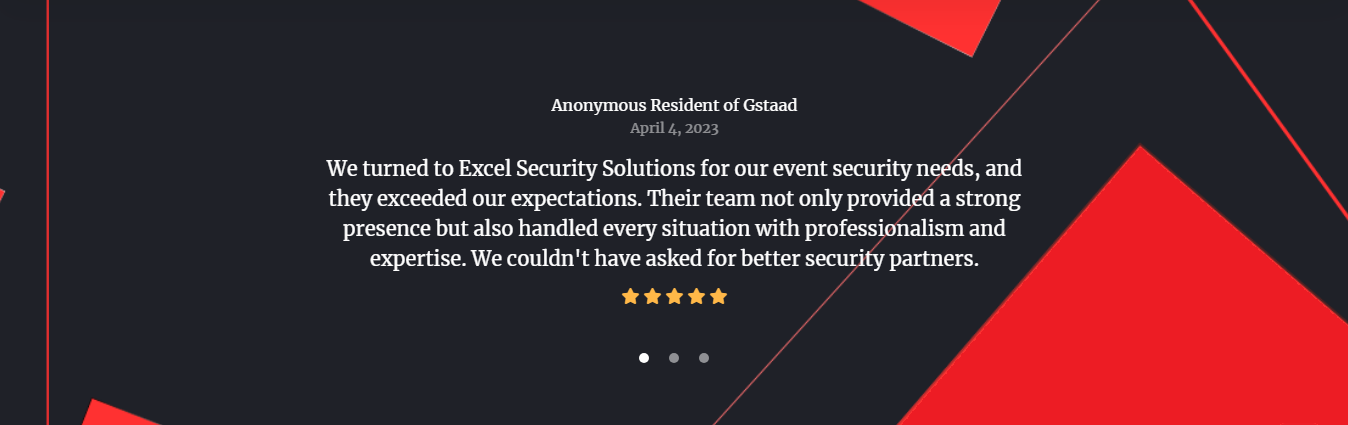 Anonymous Resident of Gstaad
April 4, 2023
We turned to Excel Security Solutions for our event security needs, and
they exceeded our expectations. Their team not only provided a strong
presence but also handled every situation with professionalism and
expertise. We couldn't have asked for better security partners.